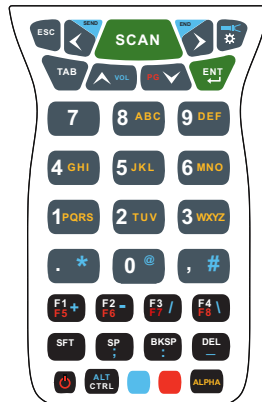 SEND END
ESC SCAN
TAB VOL PG ENT
7 8 ABC 9 DEF
4 GHI 5 JKL 6 MNO
1 PQRS 2 TUV 3 WXYZ
. * 0 @ , #
F1 + F2 - F3 / F4 \
F5 F6 F7 F8
SFT SP BKSP DEL
; : _
ALT
CTRL ALPHA